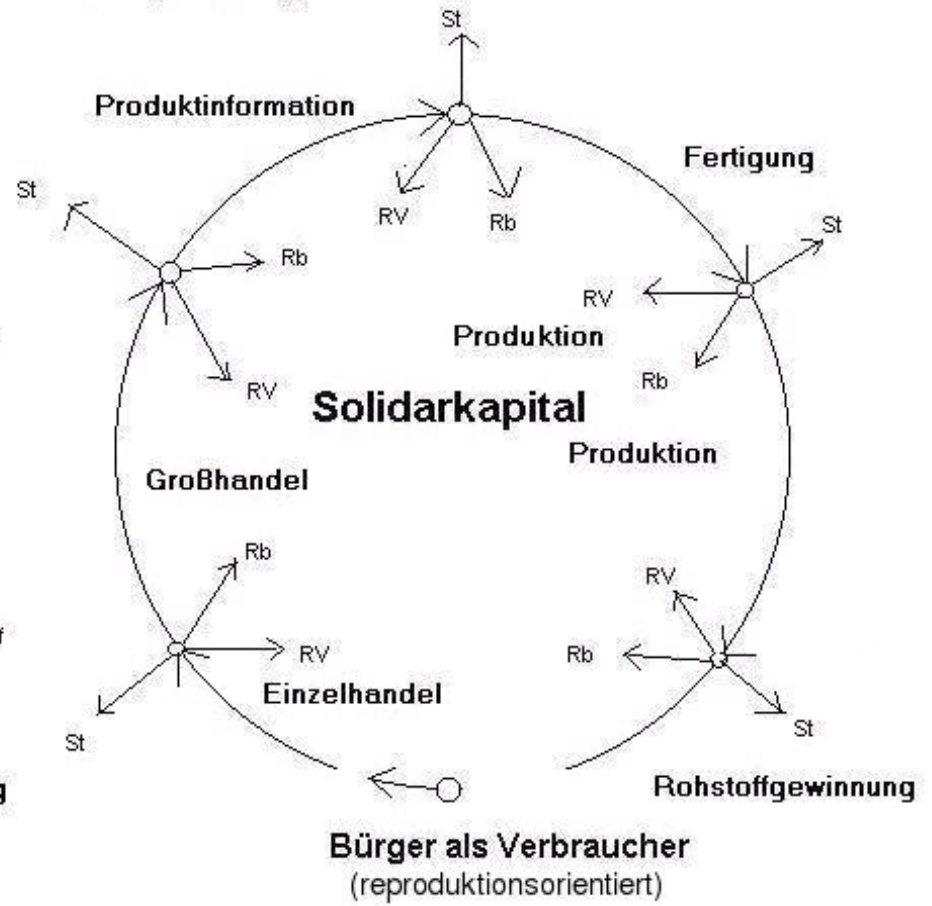 St
Produktinformation
Fertigung
St
RV
Rb
St
Rb
RV
Produktion
RV
Rb
Solidarkapital
Produktion
Großhandel
Rb
RV
f
RV
Rb
Einzelhandel
St
St
g
Rohstoffgewinnung
Bürger als Verbraucher
(reproduktionsorientiert)